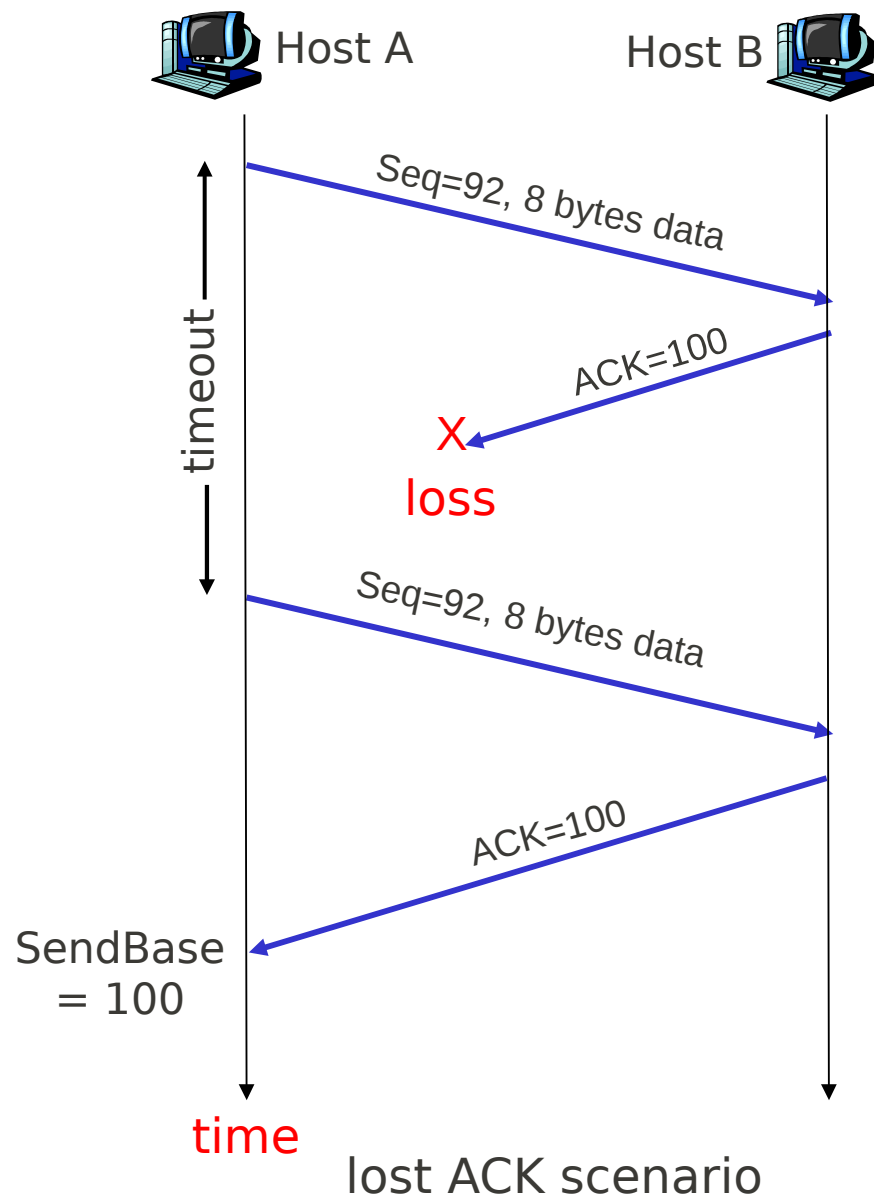 Host A
Host B
Seq=92, 8 bytes data
ACK=100
timeout
X
loss
Seq=92, 8 bytes data
ACK=100
SendBase
= 100
time
lost ACK scenario